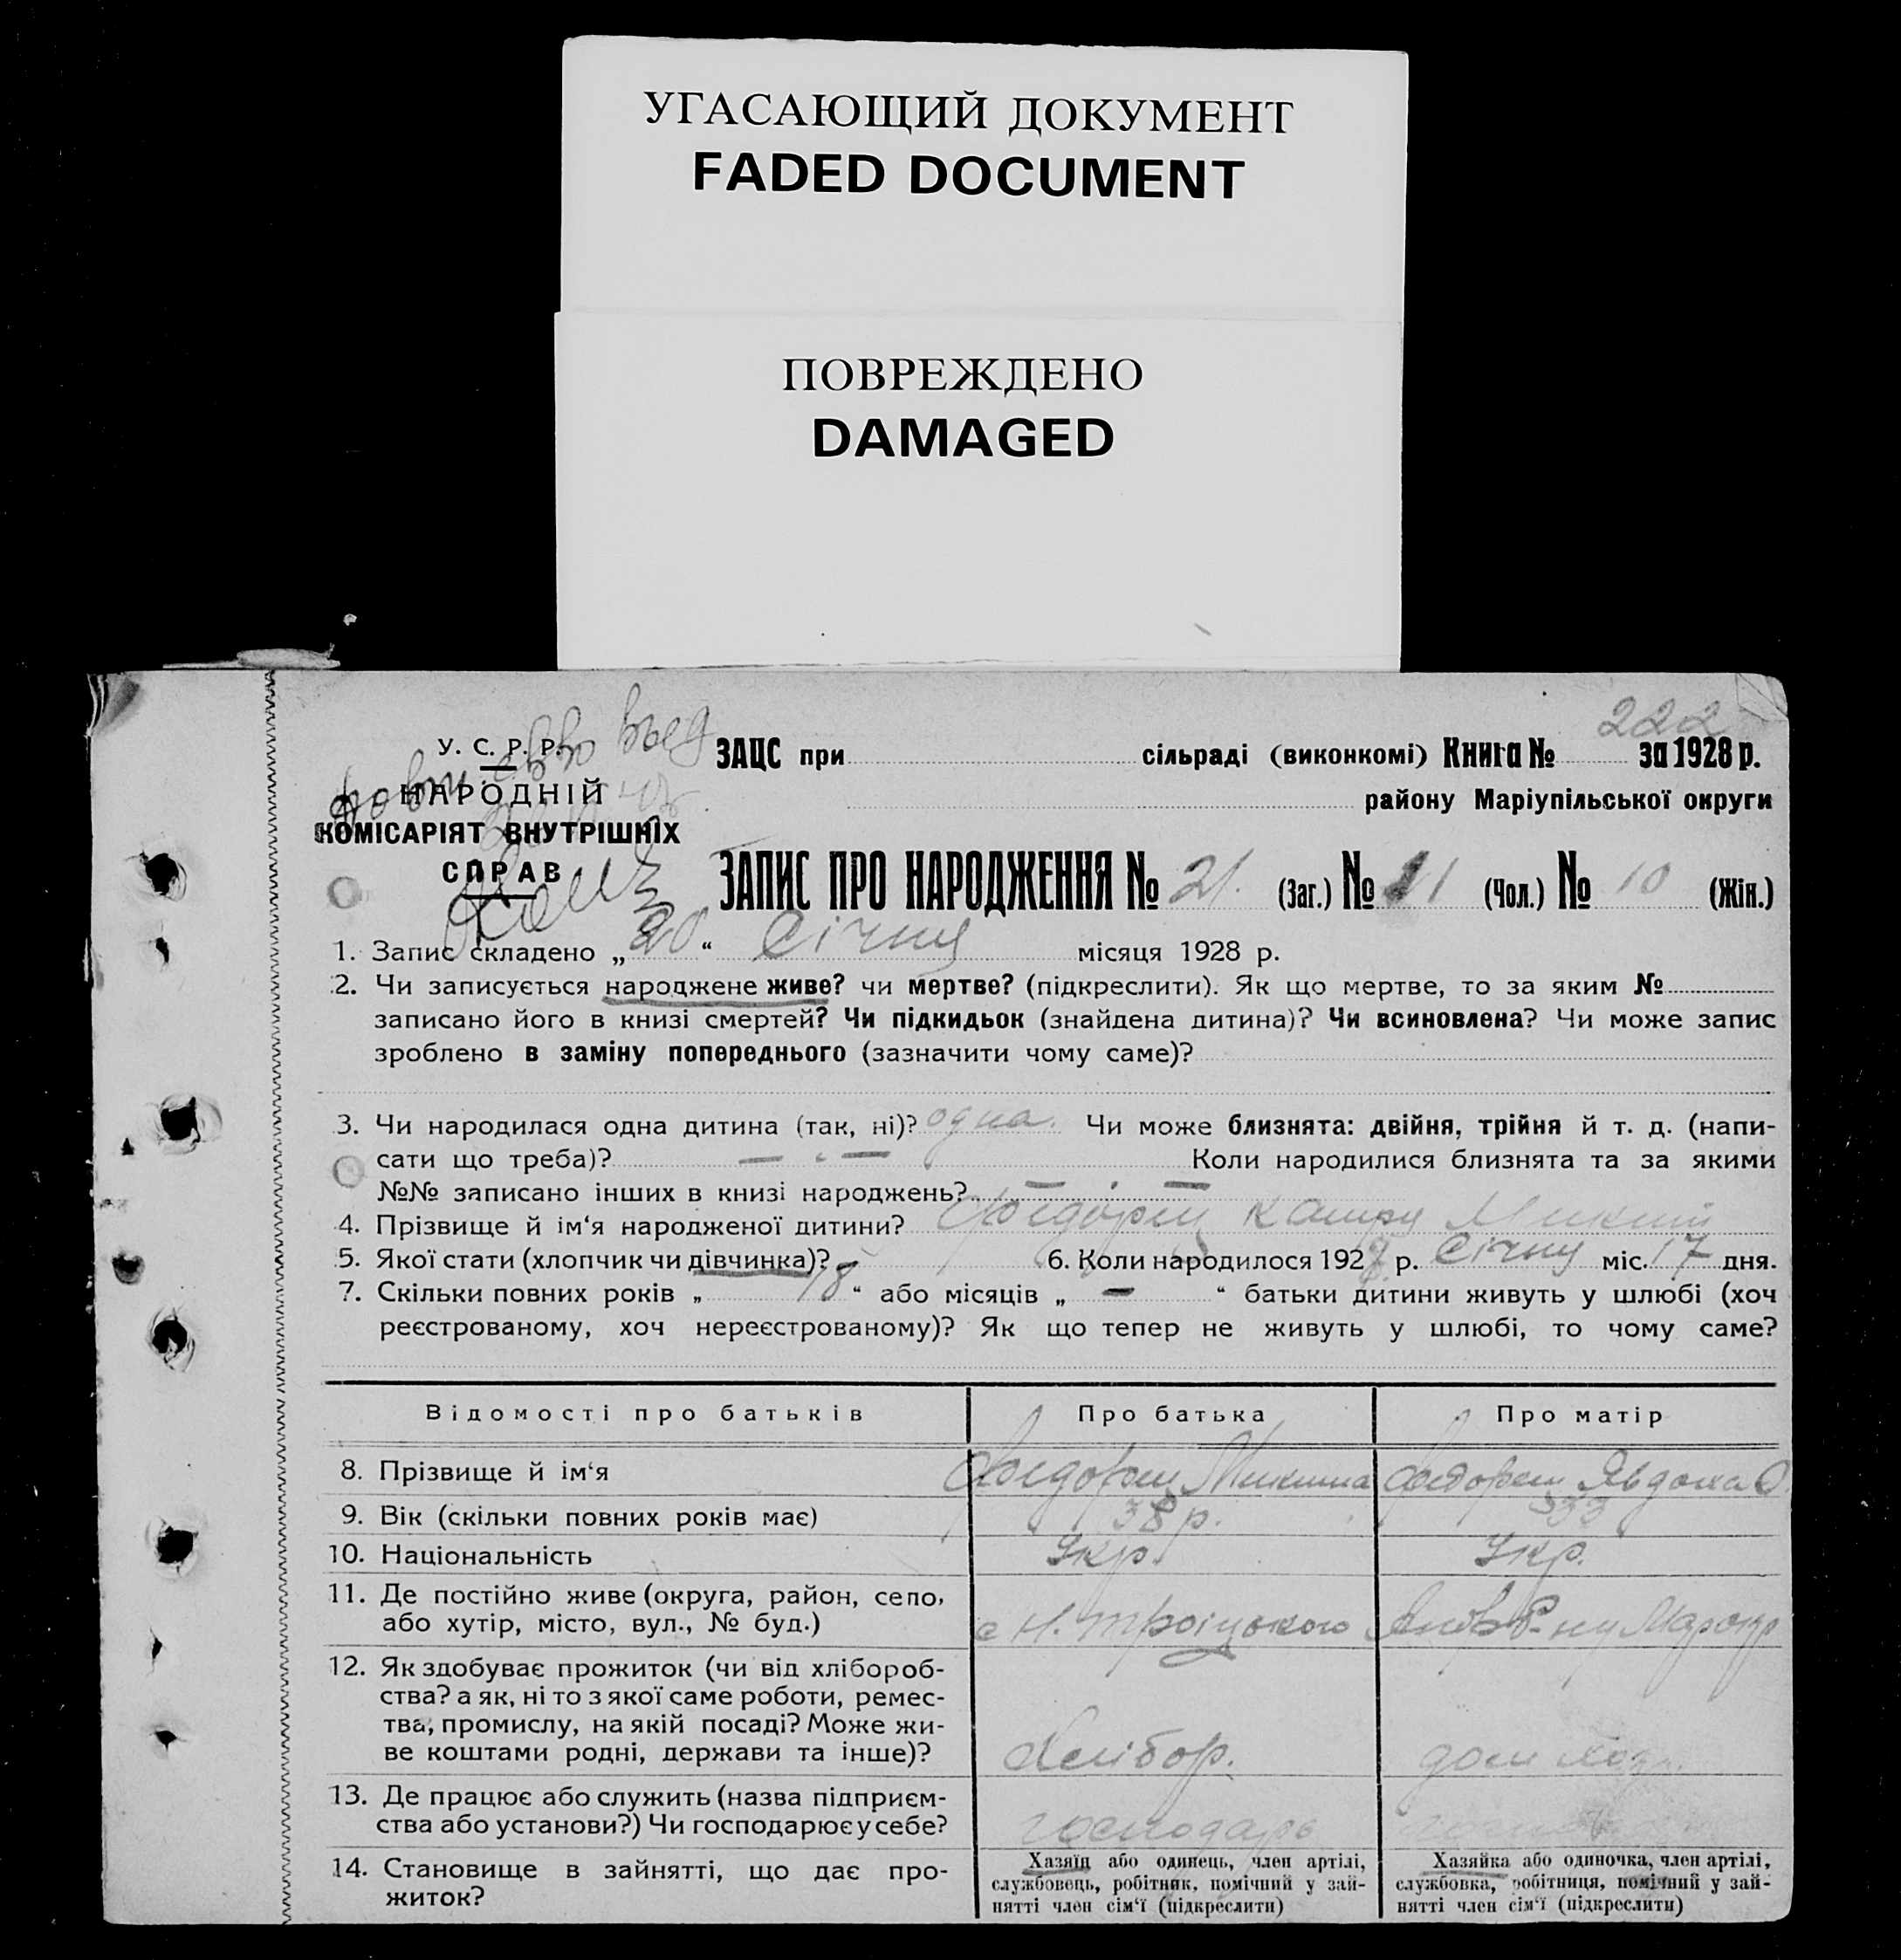 УГАСАЮЩИЙ ДОКУМЕНТ
FADED DOCUMENT
ПОВРЕЖДЕНО
DAMAGED
222
У. С. Р. Р.
НАРОДНІЙ
КОМІСАРІЯТ ВНУТРІШНІХ
СПРАВ
ЗАЦС при сільраді (виконкомі) Книга № за 1928 р.
району Маріупільської округи
ЗАПИС ПРО НАРОДЖЕННЯ № 21. (Заг.) № 11 (Чол.) № 10 (Жін.)
1. Запис складено „ 20 “ Січня місяця 1928 р.
2. Чи записується народжене живе? чи мертве? (підкреслити). Як що мертве, то за яким №
записано його в книзі смертей? Чи підкидьок (знайдена дитина)? Чи всиновлена? Чи може запис
зроблено в заміну попереднього (зазначити чому саме)?
3. Чи народилася одна дитина (так, ні)? одна. Чи може близнята: двійня, трійня й т. д. (напи-
сати що треба)? — „ — Коли народилися близнята та за якими
№№ записано інших в книзі народжень? — „ —
4. Прізвище й ім‘я народженої дитини?
5. Якої стати (хлопчик чи дівчинка)? 6. Коли народилося 1928 р. Січня міс. 17 дня.
7. Скільки повних років „ 18 “ або місяців „ — “ батьки дитини живуть у шлюбі (хоч
реєстрованому, хоч нереєстрованому)? Як що тепер не живуть у шлюбі, то чому саме?
Відомості про батьків Про батька Про матір
8. Прізвище й ім‘я Явдоха
9. Вік (скільки повних років має) 38 р. 33
10. Національність Укр. Укр.
11. Де постійно живе (округа, район, село,
або хутір, місто, вул., № буд.) с Н. Троіцького
12. Як здобуває прожиток (чи від хлібороб-
ства? а як, ні то з якої саме роботи, ремес-
тва, промислу, на якій посаді? Може жи-
ве коштами родні, держави та інше)? Хлібор. дом
13. Де працює або служить (назва підприєм-
ства або установи?) Чи господарює у себе? господарь
14. Становище в зайнятті, що дає про-
житок?
Хазяїн або одинець, член артілі,
службовець, робітник, помічний у зай-
нятті член сім‘ї (підкреслити)
Хазяйка або одиночка, член артілі,
службовка, робітниця, помічний у зай-
нятті член сім‘ї (підкреслити)